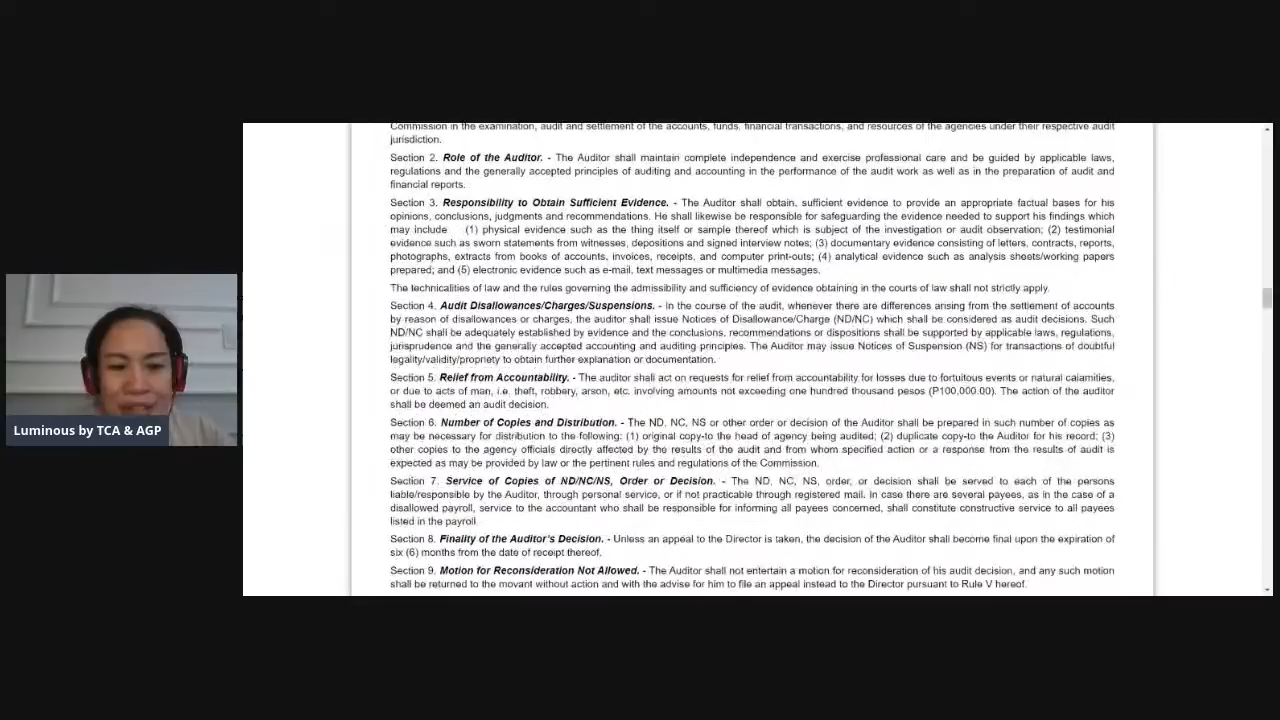 Commission in the examination, audit and settlement of the accounts, funds, financial transactions, and resources of the agencies under their respective audit
jurisdiction.
Section 2. Role of the Auditor. - The Auditor shall maintain complete independence and exercise professional care and be guided by applicable laws,
regulations and the generally accepted principles of auditing and accounting in the performance of the audit work as well as in the preparation of audit and
financial reports.
Section 3. Responsibility to Obtain Sufficient Evidence. - The Auditor shall obtain, sufficient evidence to provide an appropriate factual bases for his
opinions, conclusions, judgments and recommendations. He shall likewise be responsible for safeguarding the evidence needed to support his findings which
may include (1) physical evidence such as the thing itself or sample thereof which is subject of the investigation or audit observation; (2) testimonial
evidence such as sworn statements from witnesses, depositions and signed interview notes; (3) documentary evidence consisting of letters, contracts, reports,
photographs, extracts from books of accounts, invoices, receipts, and computer print-outs; (4) analytical evidence such as analysis sheets/working papers
prepared; and (5) electronic evidence such as e-mail, text messages or multimedia messages.
The technicalities of law and the rules governing the admissibility and sufficiency of evidence obtaining in the courts of law shall not strictly apply.
Section 4. Audit Disallowances/Charges/Suspensions. - In the course of the audit, whenever there are differences arising from the settlement of accounts
by reason of disallowances or charges, the auditor shall issue Notices of Disallowance/Charge (ND/NC) which shall be considered as audit decisions. Such
ND/NC shall be adequately established by evidence and the conclusions, recommendations or dispositions shall be supported by applicable laws, regulations,
jurisprudence and the generally accepted accounting and auditing principles. The Auditor may issue Notices of Suspension (NS) for transactions of doubtful
legality/validity/propriety to obtain further explanation or documentation.
Section 5. Relief from Accountability. - The auditor shall act on requests for relief from accountability for losses due to fortuitous events or natural calamities,
or due to acts of man, i.e. theft, robbery, arson, etc. involving amounts not exceeding one hundred thousand pesos (P100,000.00). The action of the auditor
shall be deemed an audit decision.
Section 6. Number of Copies and Distribution. - The ND, NC, NS or other order or decision of the Auditor shall be prepared in such number of copies as
may be necessary for distribution to the following: (1) original copy-to the head of agency being audited; (2) duplicate copy-to the Auditor for his record; (3)
other copies to the agency officials directly affected by the results of the audit and from whom specified action or a response from the results of audit is
expected as may be provided by law or the pertinent rules and regulations of the Commission.
Section 7. Service of Copies of ND/NC/NS, Order or Decision. - The ND, NC, NS, order, or decision shall be served to each of the persons
liable/responsible by the Auditor, through personal service, or if not practicable through registered mail. In case there are several payees, as in the case of a
disallowed payroll, service to the accountant who shall be responsible for informing all payees concerned, shall constitute constructive service to all payees
listed in the payroll
Section 8. Finality of the Auditor's Decision. - Unless an appeal to the Director is taken, the decision of the Auditor shall become final upon the expiration of
six (6) months from the date of receipt thereof.
Section 9. Motion for Reconsideration Not Allowed. - The Auditor shall not entertain a motion for reconsideration of his audit decision, and any such motion
shall be returned to the movant without action and with the advise for him to file an appeal instead to the Director pursuant to Rule V hereof.
Luminous by TCA & AGP